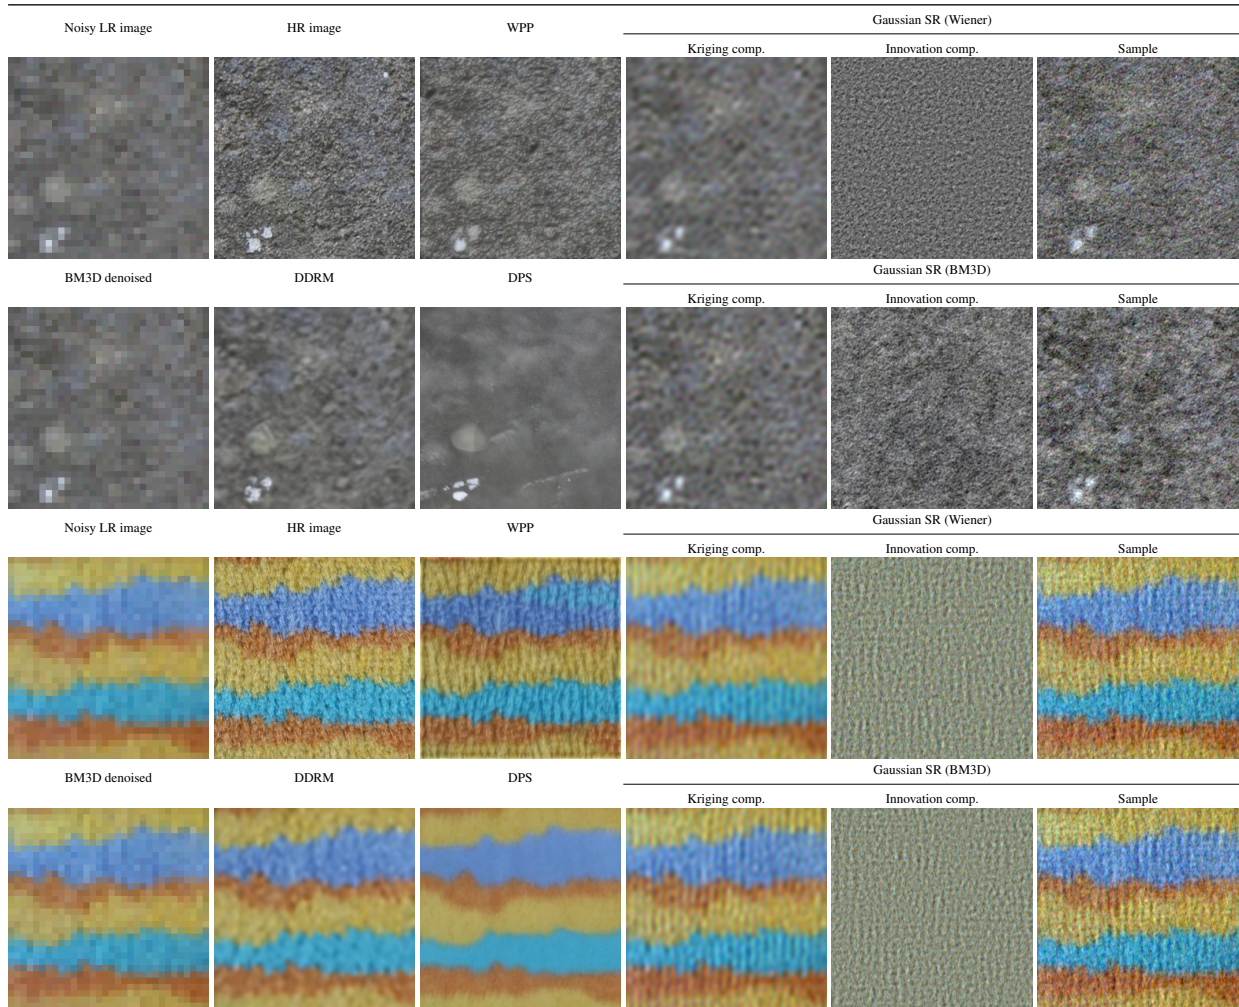 Noisy LR image HR image WPP Gaussian SR (Wiener)
Kriging comp. Innovation comp. Sample
BM3D denoised DDRM DPS Gaussian SR (BM3D)
Kriging comp. Innovation comp. Sample
Noisy LR image HR image WPP Gaussian SR (Wiener)
Kriging comp. Innovation comp. Sample
BM3D denoised DDRM DPS Gaussian SR (BM3D)
Kriging comp. Innovation comp. Sample